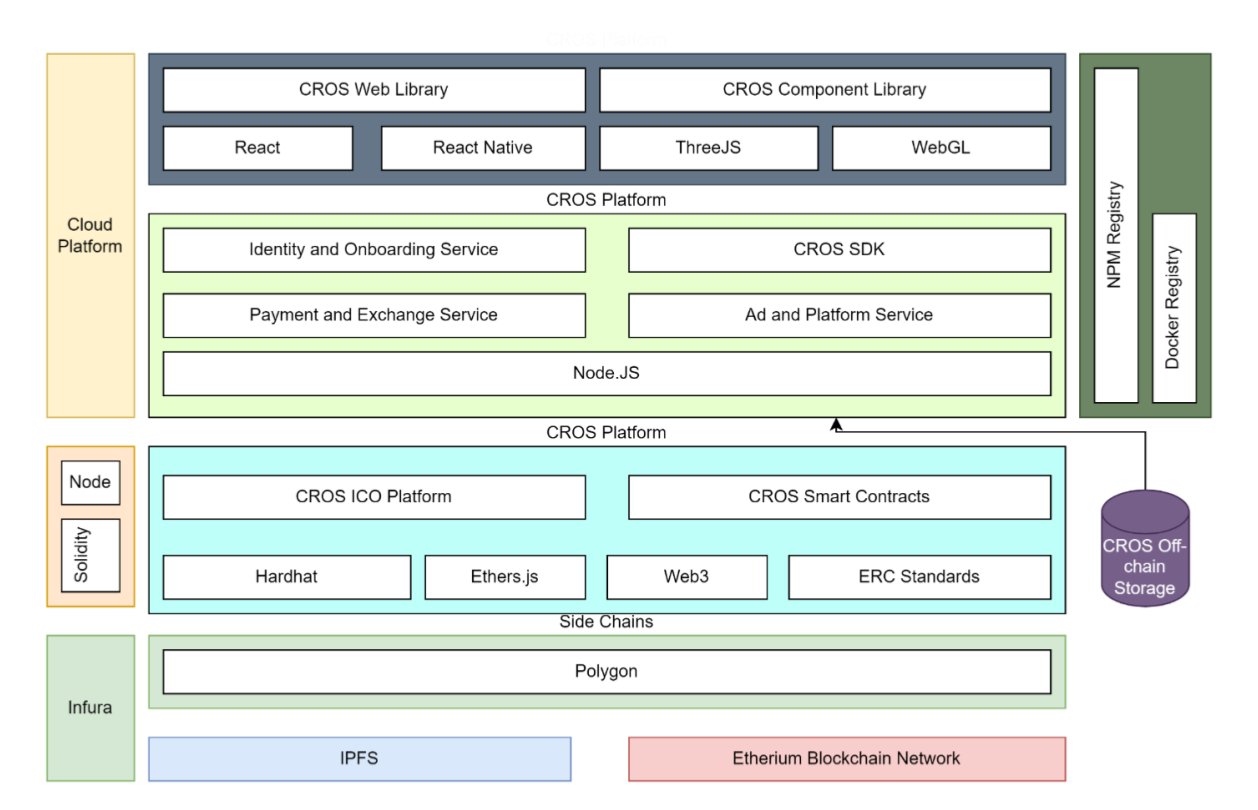 CROS Platform
CROS Web Library
CROS Component Library
React
React Native
ThreeJS
WebGL
CROS Platform
Cloud
Platform
Identity and Onboarding Service
CROS SDK
Payment and Exchange Service
Ad and Platform Service
Node.JS
NPM Registry
Docker Registry
CROS Platform
Node
Solidity
CROS ICO Platform
CROS Smart Contracts
Hardhat
Ethers.js
Web3
ERC Standards
CROS Off-
chain
Storage
Side Chains
Infura
Polygon
IPFS
Etherium Blockchain Network